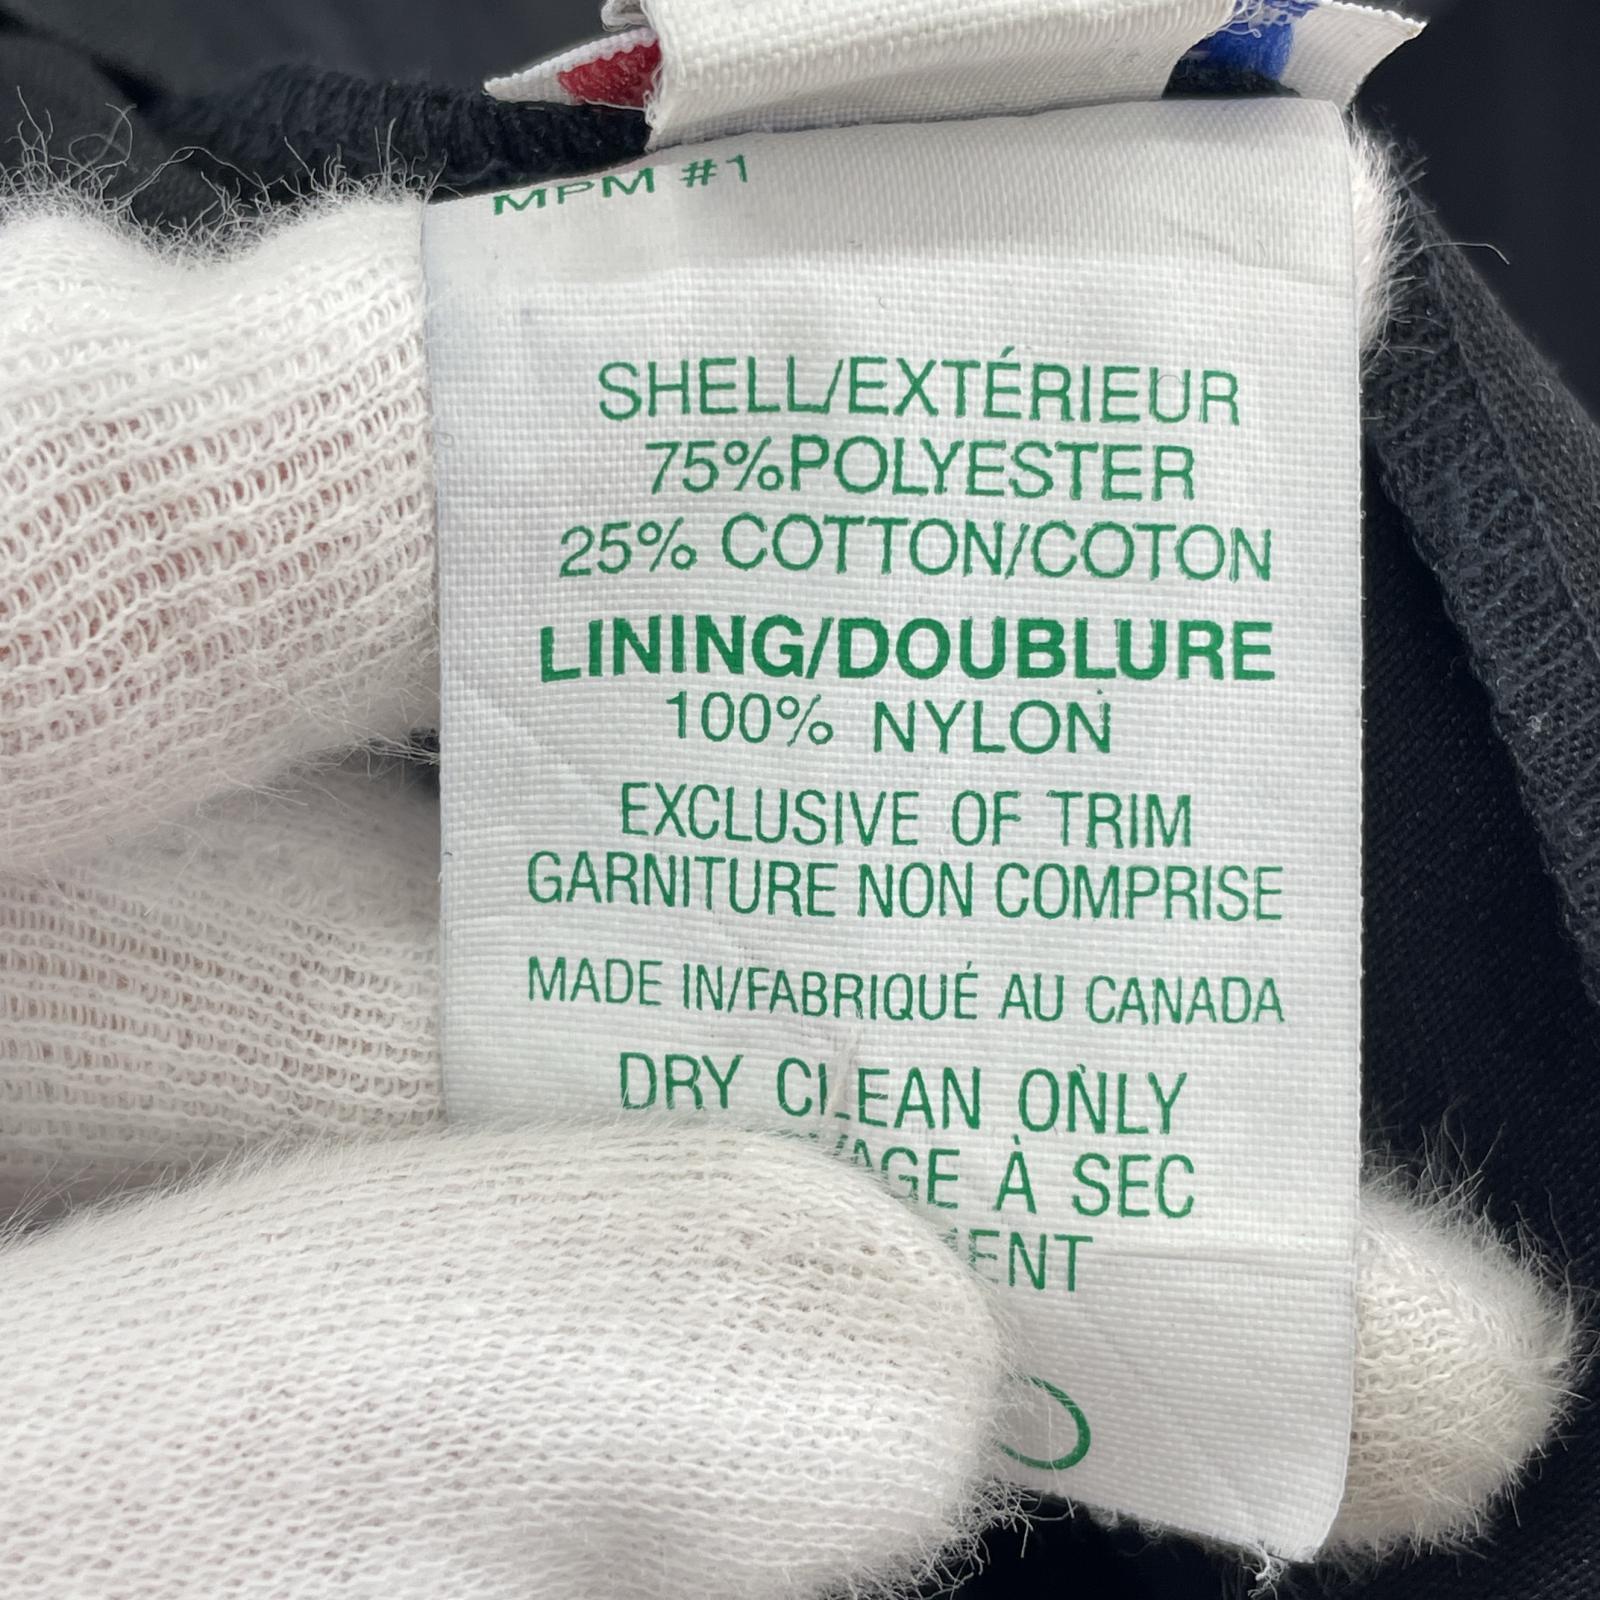 MPM #1
SHELL/EXTÉRIEUR
75%POLYESTER
25% COTTON/COTON
LINING/DOUBLURE
100% NYLON
EXCLUSIVE OF TRIM
GARNITURE NON COMPRISE
MADE IN/FABRIQUÉ AU CANADA
DRY CLEAN ONLY
À SEC